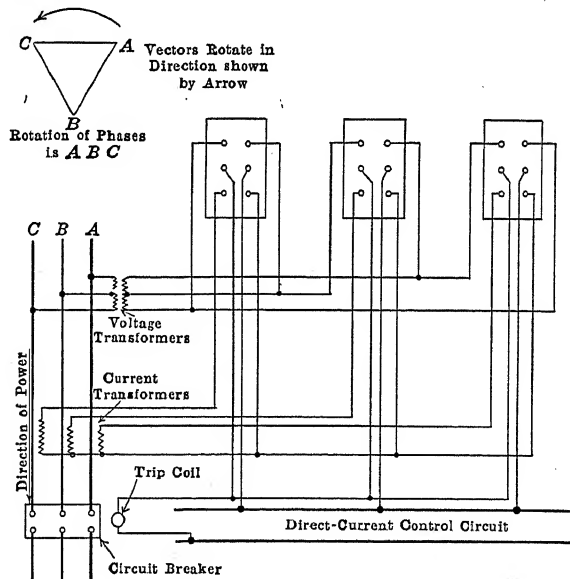 C
A
Vectors Rotate in
Direction shown
by Arrow
B
Rotation of Phases
is A B C
C B A
Voltage
Transformers
Direction of Power
Current
Transformers
Trip Coil
Direct-Current Control Circuit
Circuit Breaker